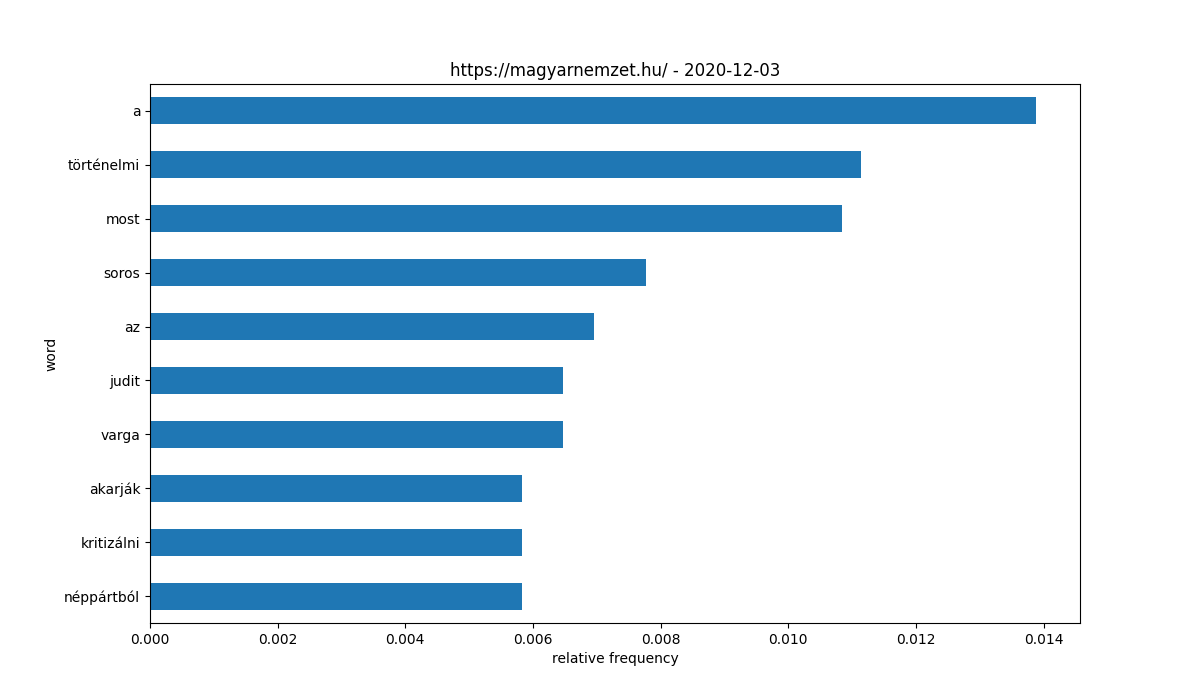 https://magyarnemzet.hu/ - 2020-12-03
a
történelmi
most
soros
az
judit
varga
akarják
kritizálni
néppártból
word
0.000 0.002 0.004 0.006 0.008 0.010 0.012 0.014
relative frequency